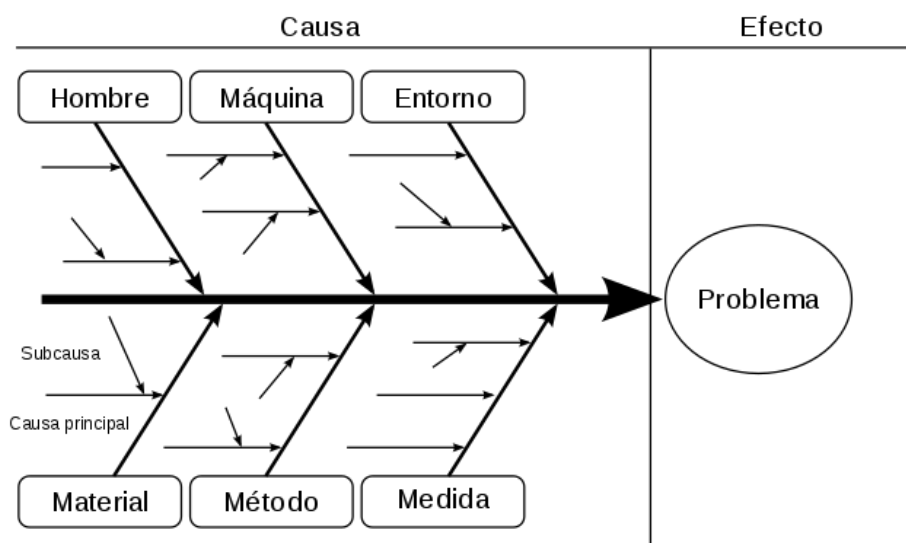 Causa
Efecto
Hombre
Máquina
Entorno
Problema
Subcausa
Causa principal
Material
Método
Medida